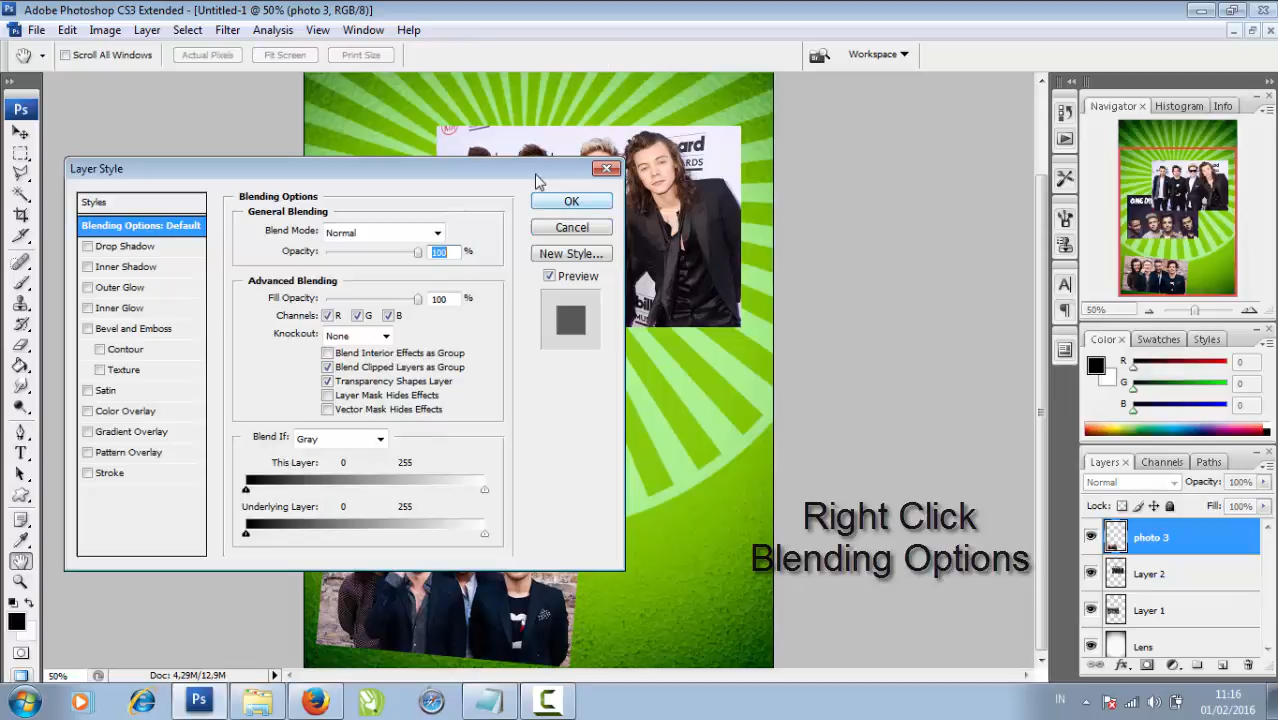 Adobe Photoshop CS3 Extended - [Untitled-1 @ 50% (photo 3, RGB/8)]
File Edit Image Layer Select Filter Analysis View Window Help
Scroll All Windows Actual Pixels Fit Screen Print Size Workspace
Ps
Navigator Histogram Info
50%
Color Swatches Styles
R 0
G 0
B 0
Layers Channels Paths
Normal Opacity: 100%
Lock: Fill: 100%
photo 3
Layer 2
Layer 1
Lens
Layer Style
Styles
Blending Options: Default
Drop Shadow
Inner Shadow
Outer Glow
Inner Glow
Bevel and Emboss
Contour
Texture
Satin
Color Overlay
Gradient Overlay
Pattern Overlay
Stroke
Blending Options
General Blending
Blend Mode: Normal
Opacity: 100 %
Advanced Blending
Fill Opacity: 100 %
Channels: R G B
Knockout: None
Blend Interior Effects as Group
Blend Clipped Layers as Group
Transparency Shapes Layer
Layer Mask Hides Effects
Vector Mask Hides Effects
Blend If: Gray
This Layer: 0 255
Underlying Layer: 0 255
OK
Cancel
New Style...
Preview
Right Click
Blending Options
50% Doc: 4,29M/12,9M
IN
11:16
01/02/2016